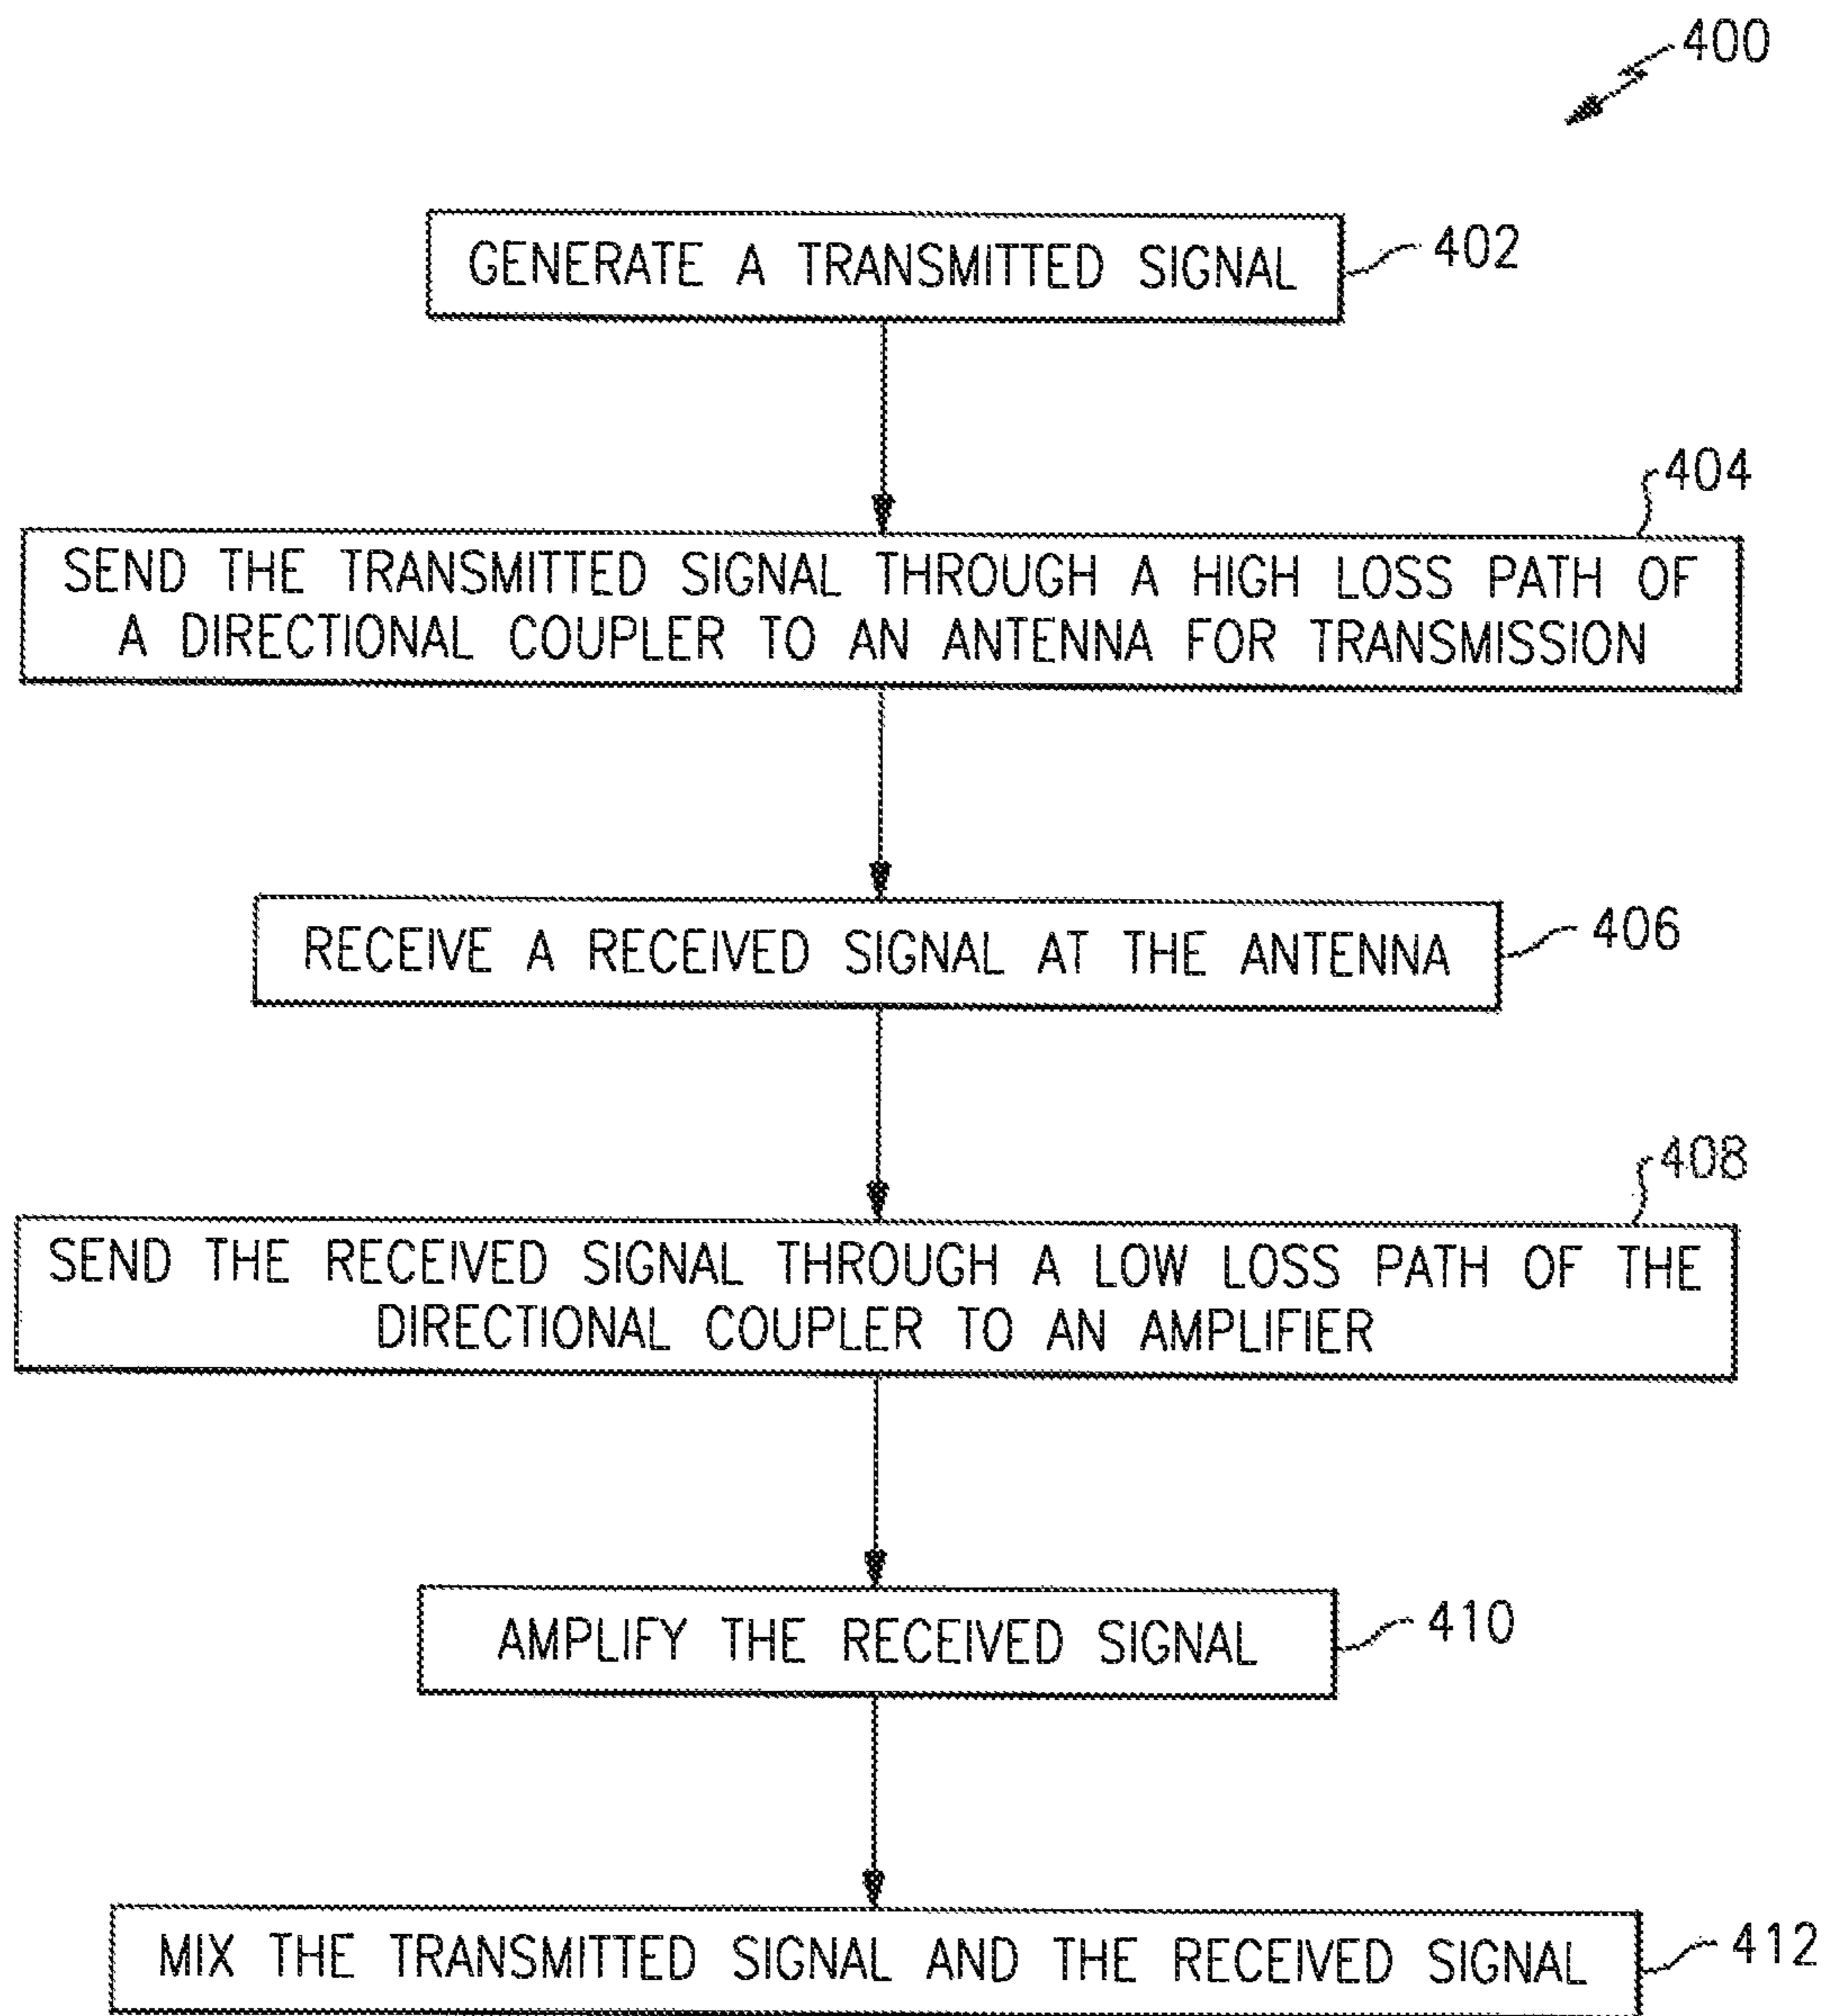 400
GENERATE A TRANSMITTED SIGNAL
402
404
SEND THE TRANSMITTED SIGNAL THROUGH A HIGH LOSS PATH OF
A DIRECTIONAL COUPLER TO AN ANTENNA FOR TRANSMISSION
RECEIVE A RECEIVED SIGNAL AT THE ANTENNA
406
408
SEND THE RECEIVED SIGNAL THROUGH A LOW LOSS PATH OF THE
DIRECTIONAL COUPLER TO AN AMPLIFIER
AMPLIFY THE RECEIVED SIGNAL
410
MIX THE TRANSMITTED SIGNAL AND THE RECEIVED SIGNAL
412